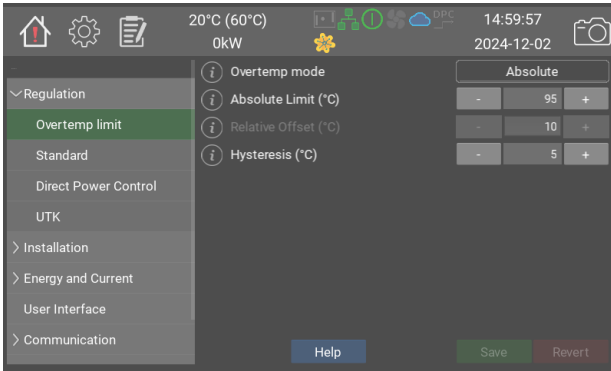 20°C (60°C) DPC 14:59:57
0kW 2024-12-02
-
Regulation
Overtemp limit
Standard
Direct Power Control
UTK
Installation
Energy and Current
User Interface
Communication
Overtemp mode Absolute
Absolute Limit (°C) - 95 +
Relative Offset (°C) - 10 +
Hysteresis (°C) - 5 +
Help Save Revert